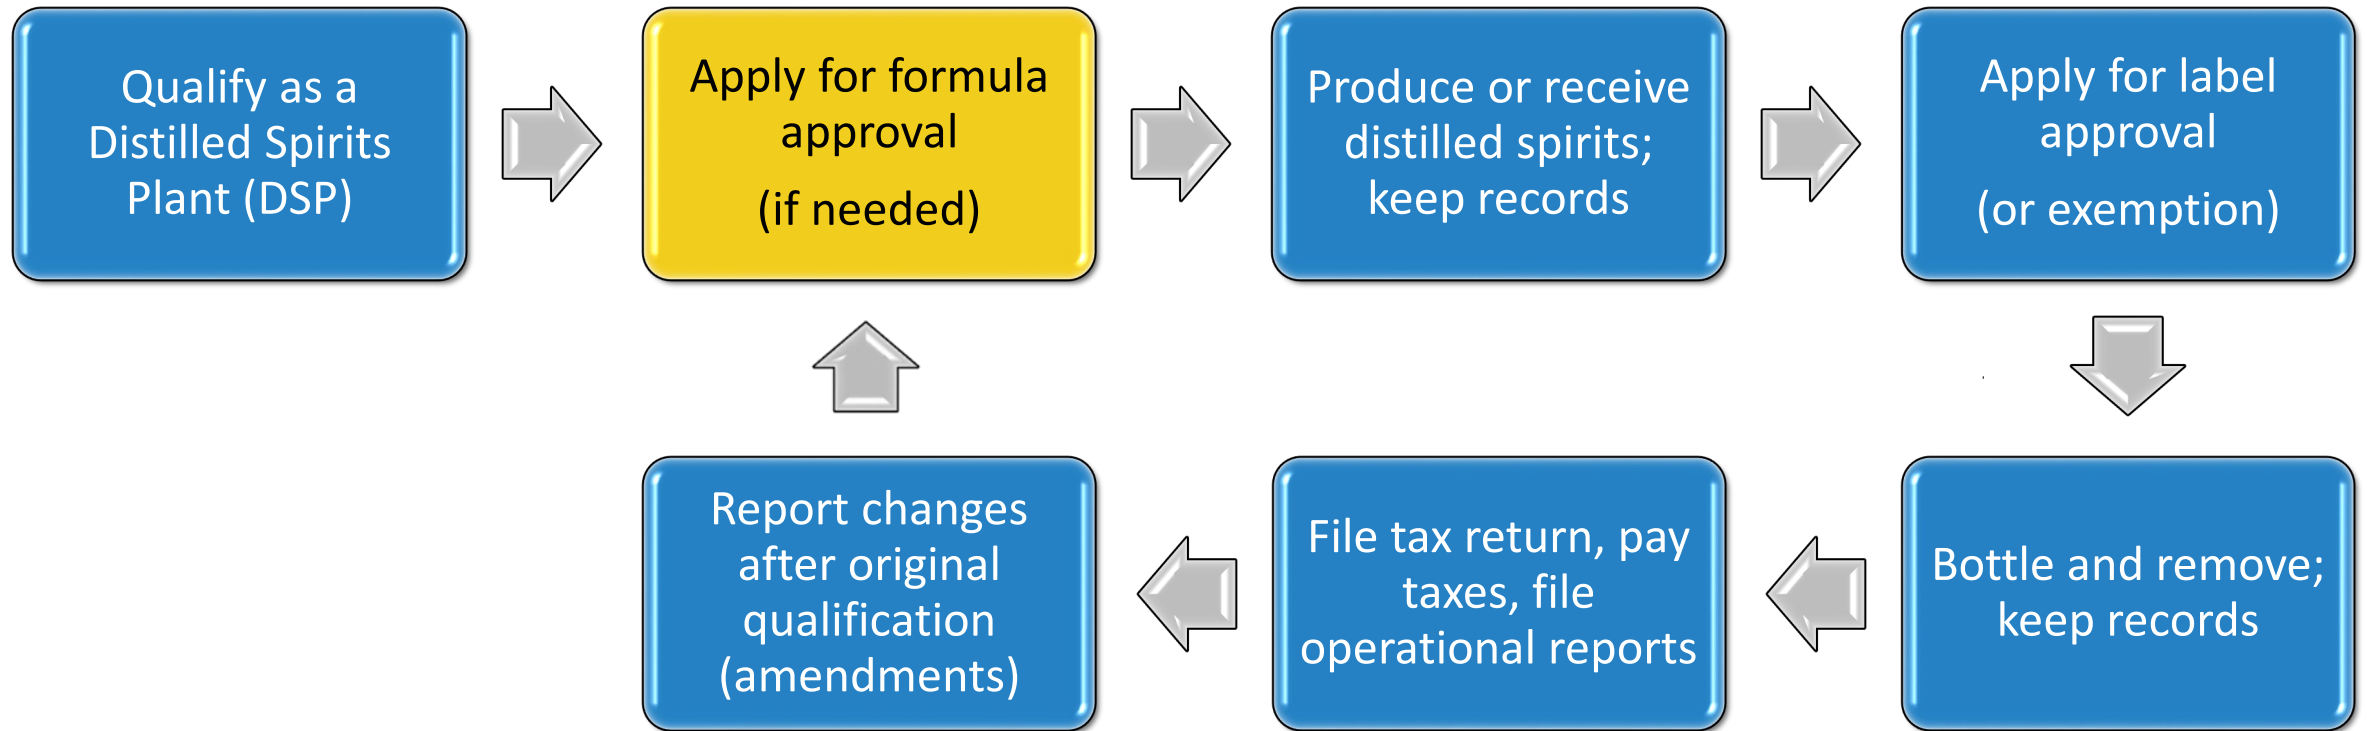 Qualify as a
Distilled Spirits
Plant (DSP)
Apply for formula
approval
(if needed)
Produce or receive
distilled spirits;
keep records
Apply for label
approval
(or exemption)
Bottle and remove;
keep records
File tax return, pay
taxes, file
operational reports
Report changes
after original
qualification
(amendments)